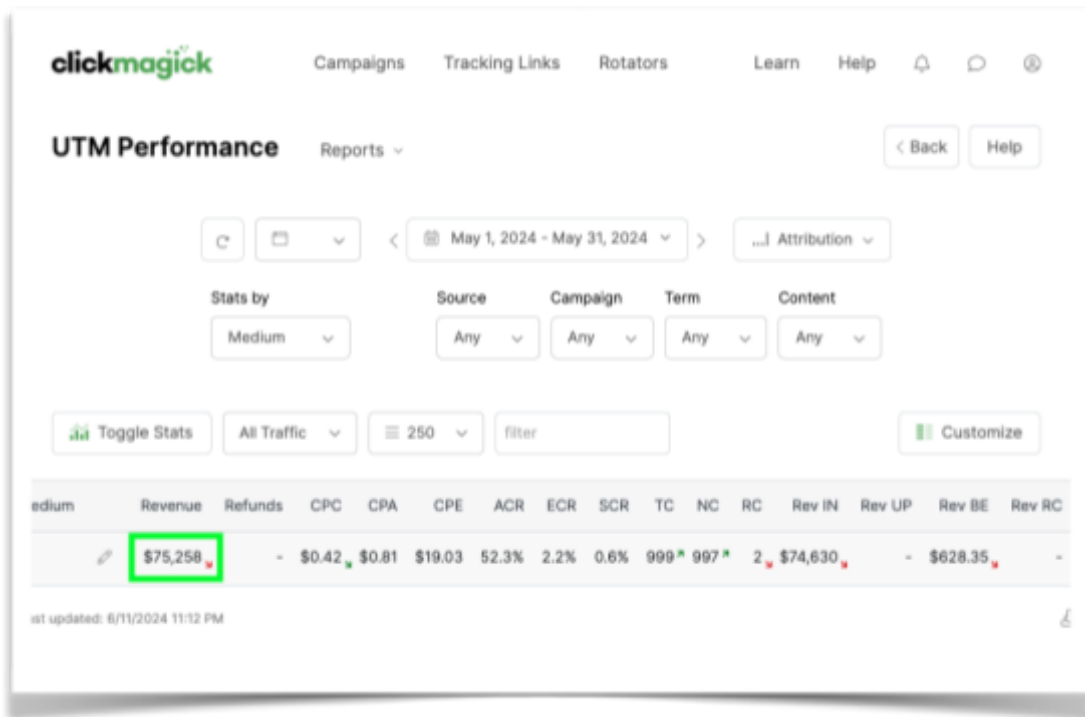 clickmagick Campaigns Tracking Links Rotators Learn Help
UTM Performance Reports < Back Help
May 1, 2024 - May 31, 2024 ...l Attribution
Stats by Source Campaign Term Content
Medium Any Any Any Any
Toggle Stats All Traffic 250 filter Customize
edium Revenue Refunds CPC CPA CPE ACR ECR SCR TC NC RC Rev IN Rev UP Rev BE Rev RC
$75,258 - $0.42 $0.81 $19.03 52.3% 2.2% 0.6% 999 997 2 $74,630 - $628.35 -
ast updated: 6/11/2024 11:12 PM